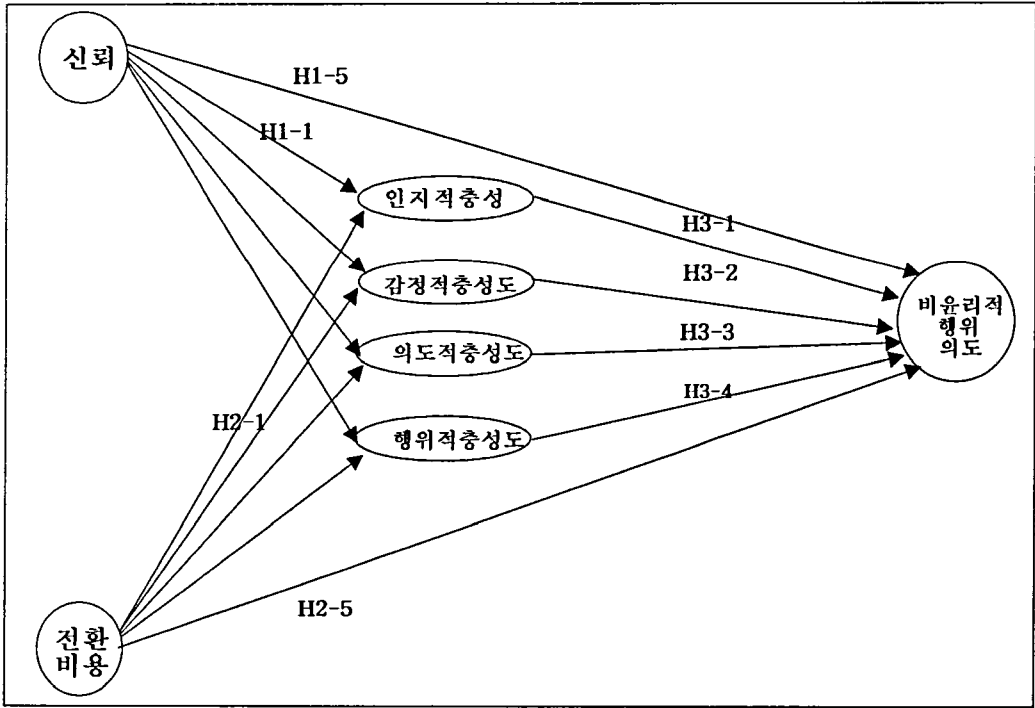 신뢰
H1-5
H1-1
인지적충성
H3-1
감정적충성도
H3-2
비윤리적
행위
의도
의도적충성도
H3-3
H3-4
H2-1
행위적충성도
H2-5
전환
비용